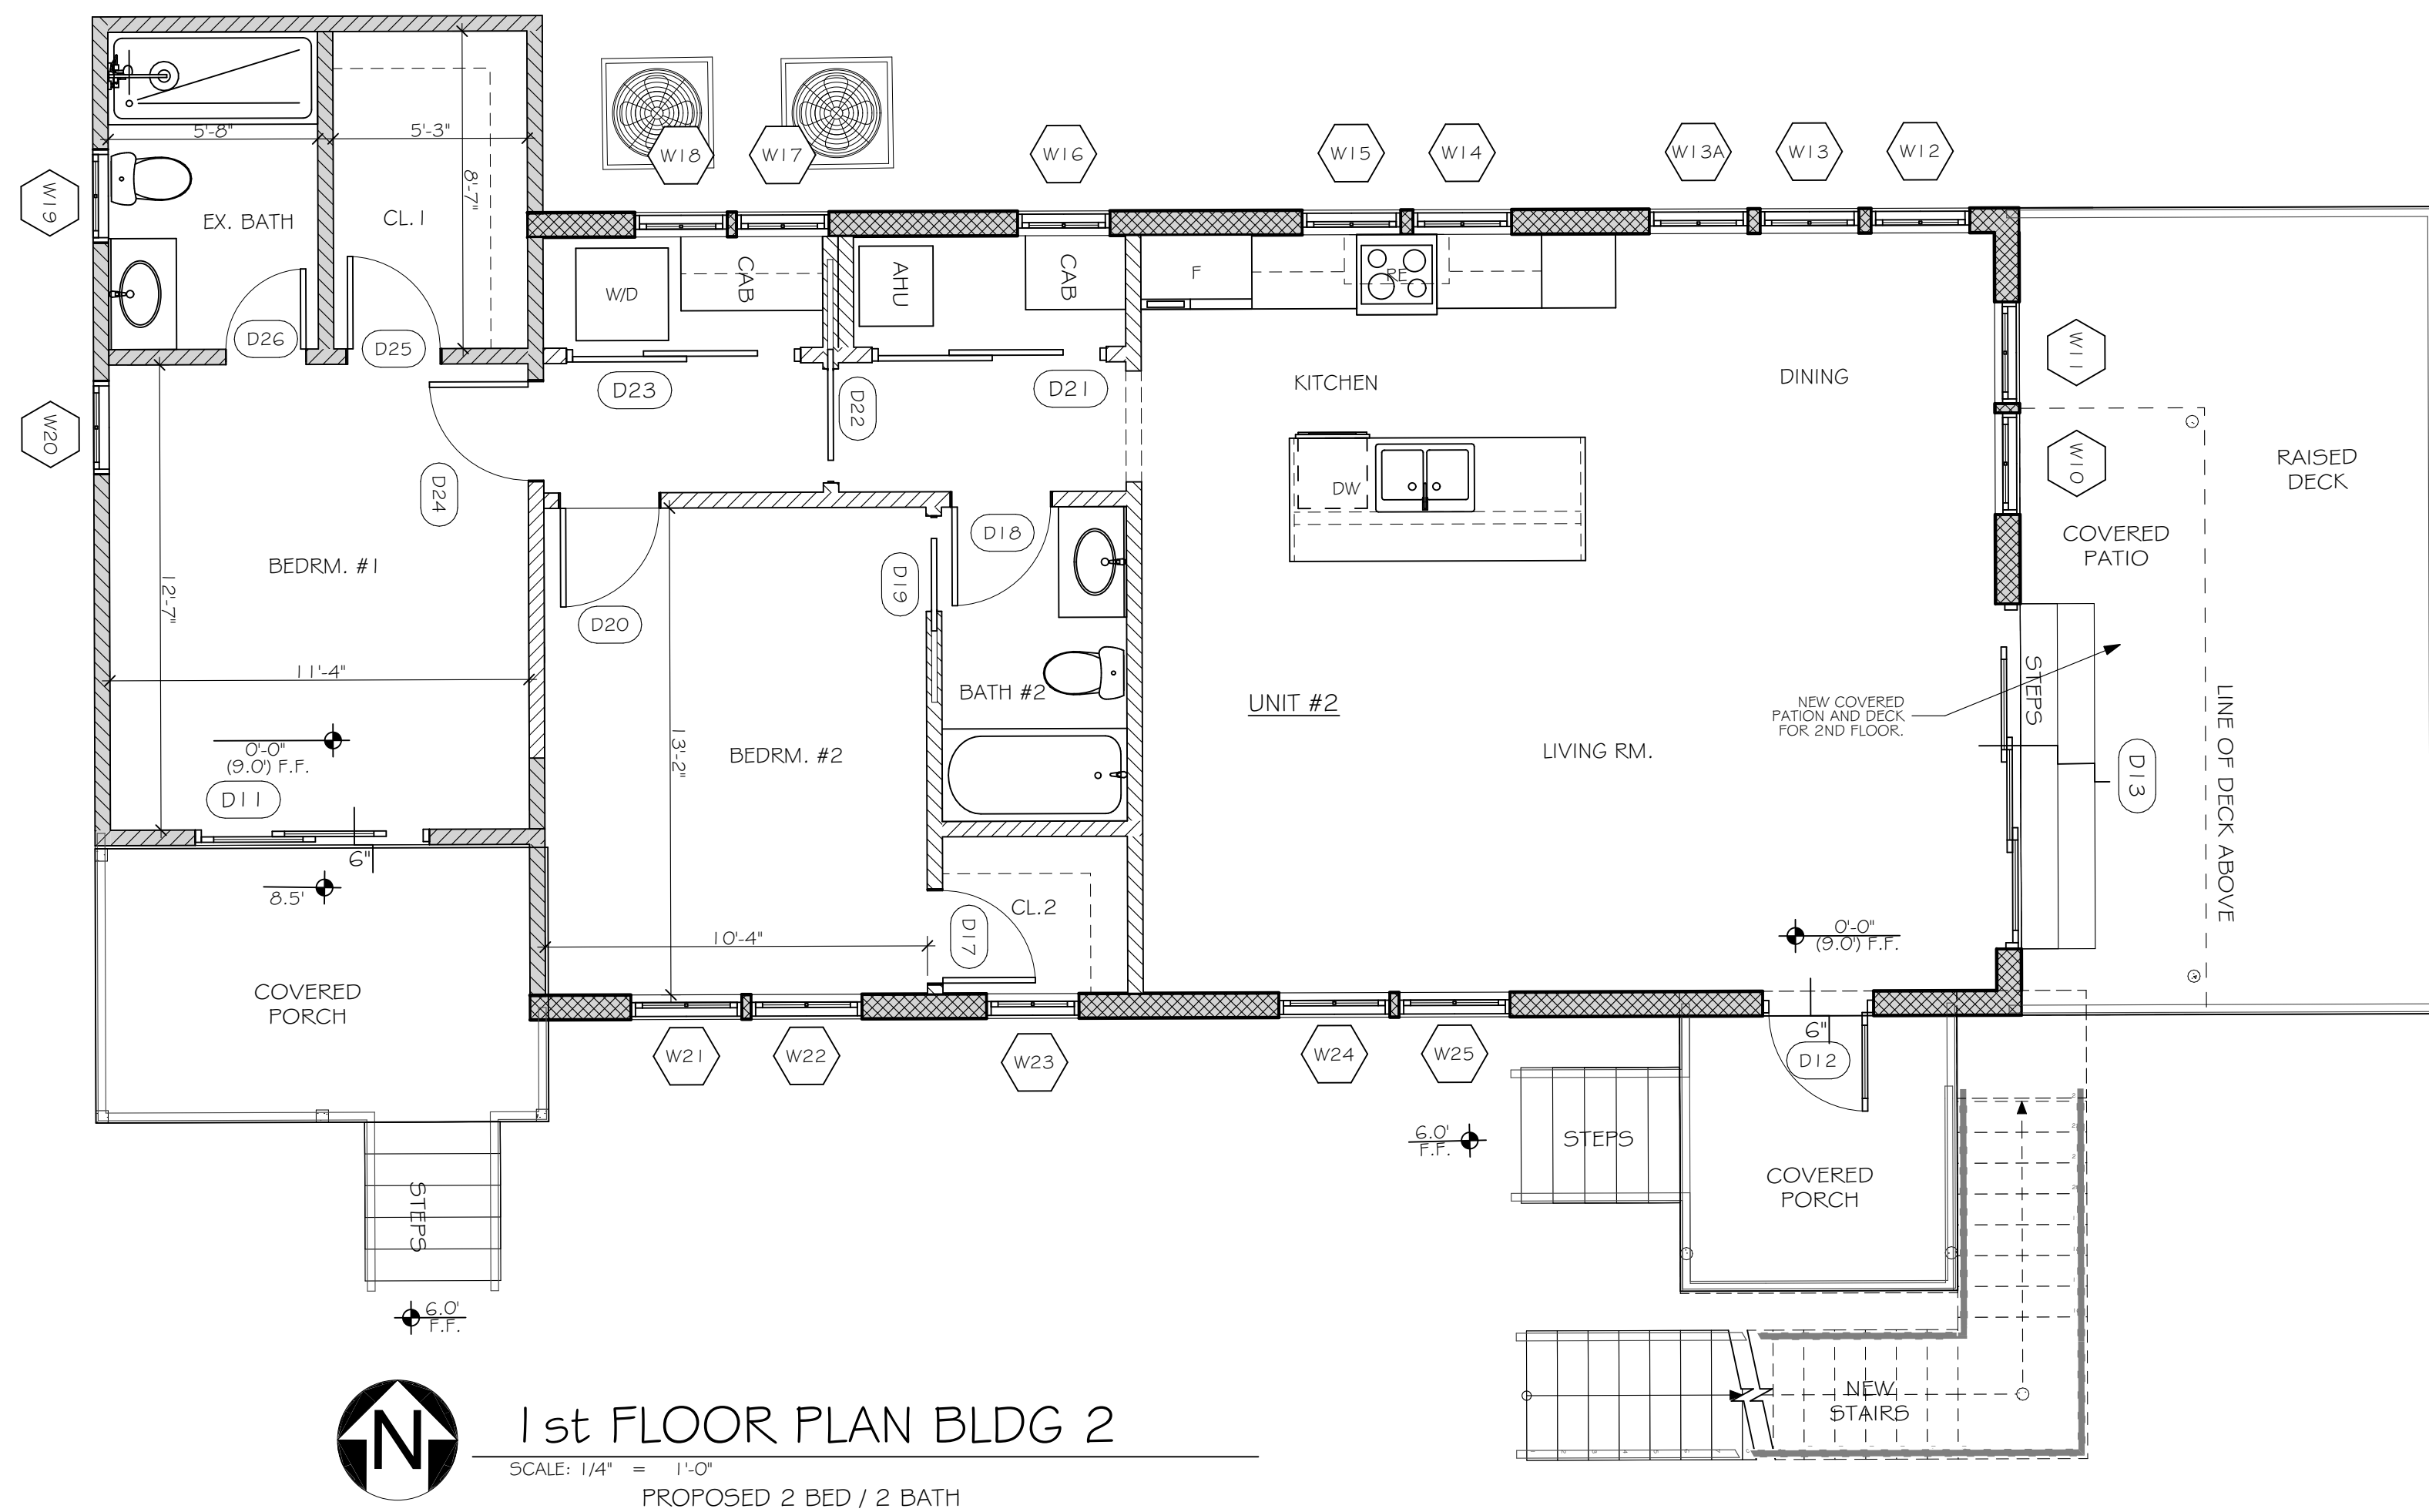 5'-8"
5'-3"
8'-7"
W18
W17
W16
W15
W14
W13A
W13
W12
W19
EX. BATH
CL.1
W/D
CAB
AHU
CAB
F
D26
D25
D23
D22
D21
KITCHEN
DINING
W11
W20
D24
W10
RAISED
DECK
DW
COVERED
PATIO
BEDRM. #1
D18
D19
D20
12'-7"
11'-4"
BATH #2
UNIT #2
STEPS
NEW COVERED
PATION AND DECK
FOR 2ND FLOOR.
LINE OF DECK ABOVE
0'-0"
(9.0') F.F.
13'-2"
BEDRM. #2
LIVING RM.
D13
D11
6"
8.5'
CL.2
D17
10'-4"
0'-0"
(9.0') F.F.
COVERED
PORCH
6"
D12
W21
W22
W23
W24
W25
6.0'
F.F.
STEPS
COVERED
PORCH
STEPS
6.0'
F.F.
NEW
STAIRS
N
1st FLOOR PLAN BLDG 2
SCALE: 1/4" = 1'-0"
PROPOSED 2 BED / 2 BATH